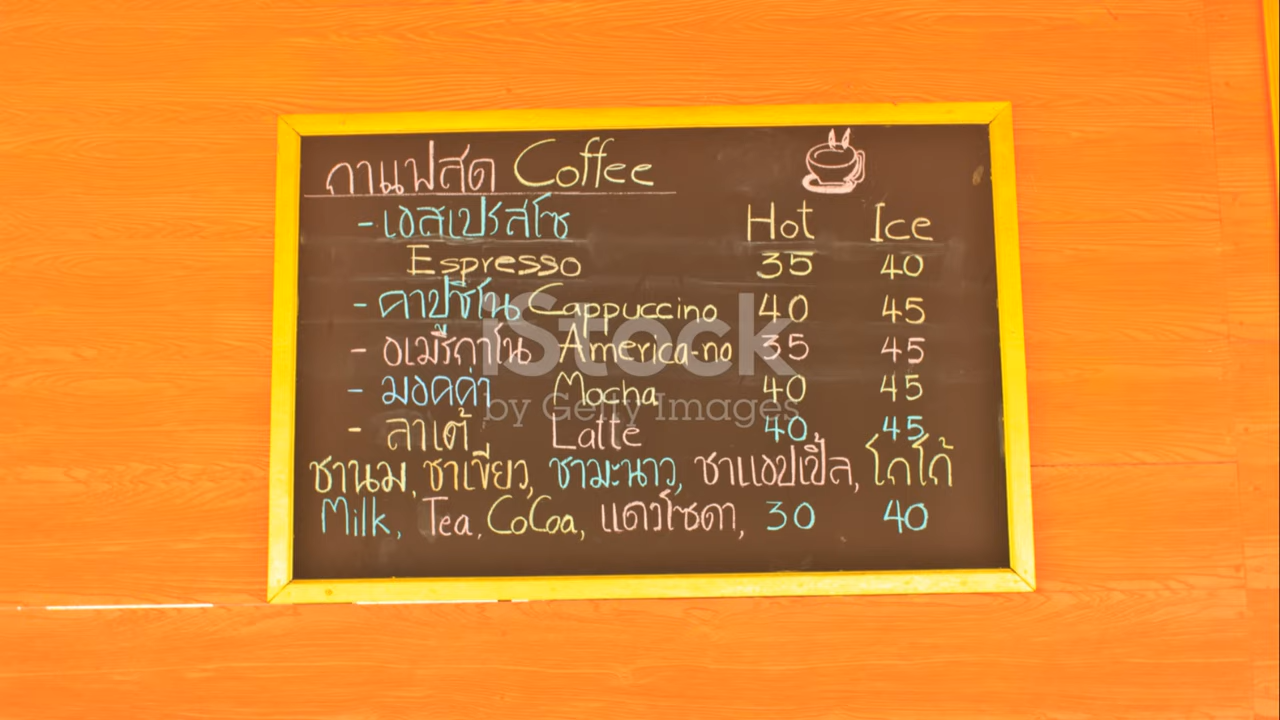 กาแฟสด Coffee
- เอสเปรสโซ Hot Ice
Espresso 35 40
- คาปูชิโน Cappuccino 40 45
- อเมริกาโน America-no 35 45
- มอคค่า Mocha 40 45
- ลาเต้ Latte 40 45
ชานม, ชาเขียว, ชามะนาว, ชาแอปเปิ้ล, โกโก้
Milk, Tea, CoCoa, แดงโซดา, 30 40
iStock
by Getty Images